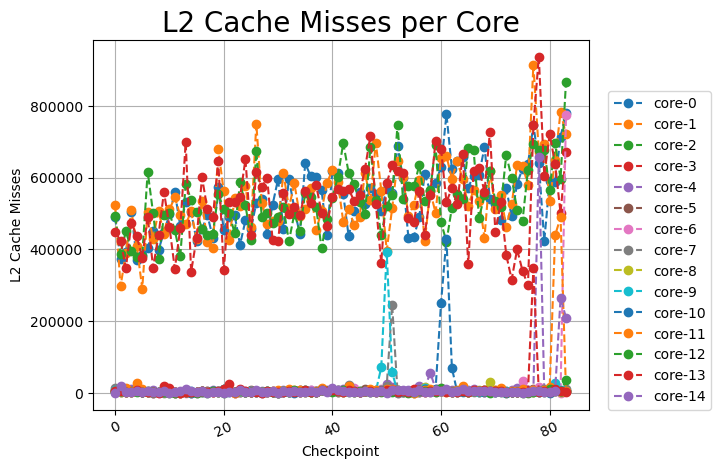 L2 Cache Misses per Core
L2 Cache Misses
800000
600000
400000
200000
0
0
20
40
60
80
Checkpoint
core-0
core-1
core-2
core-3
core-4
core-5
core-6
core-7
core-8
core-9
core-10
core-11
core-12
core-13
core-14